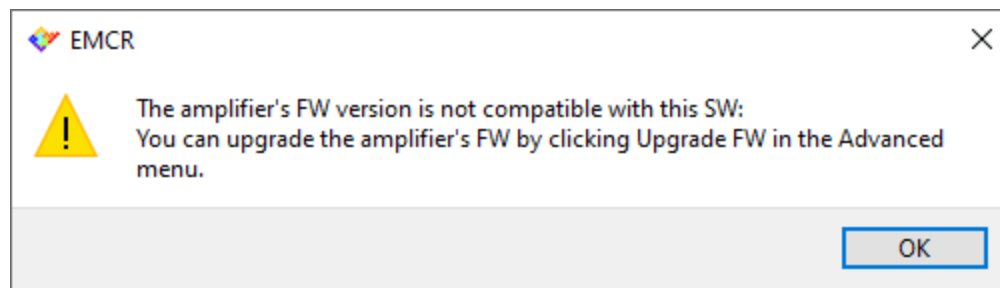 EMCR
The amplifier's FW version is not compatible with this SW:
You can upgrade the amplifier's FW by clicking Upgrade FW in the Advanced
menu.
OK